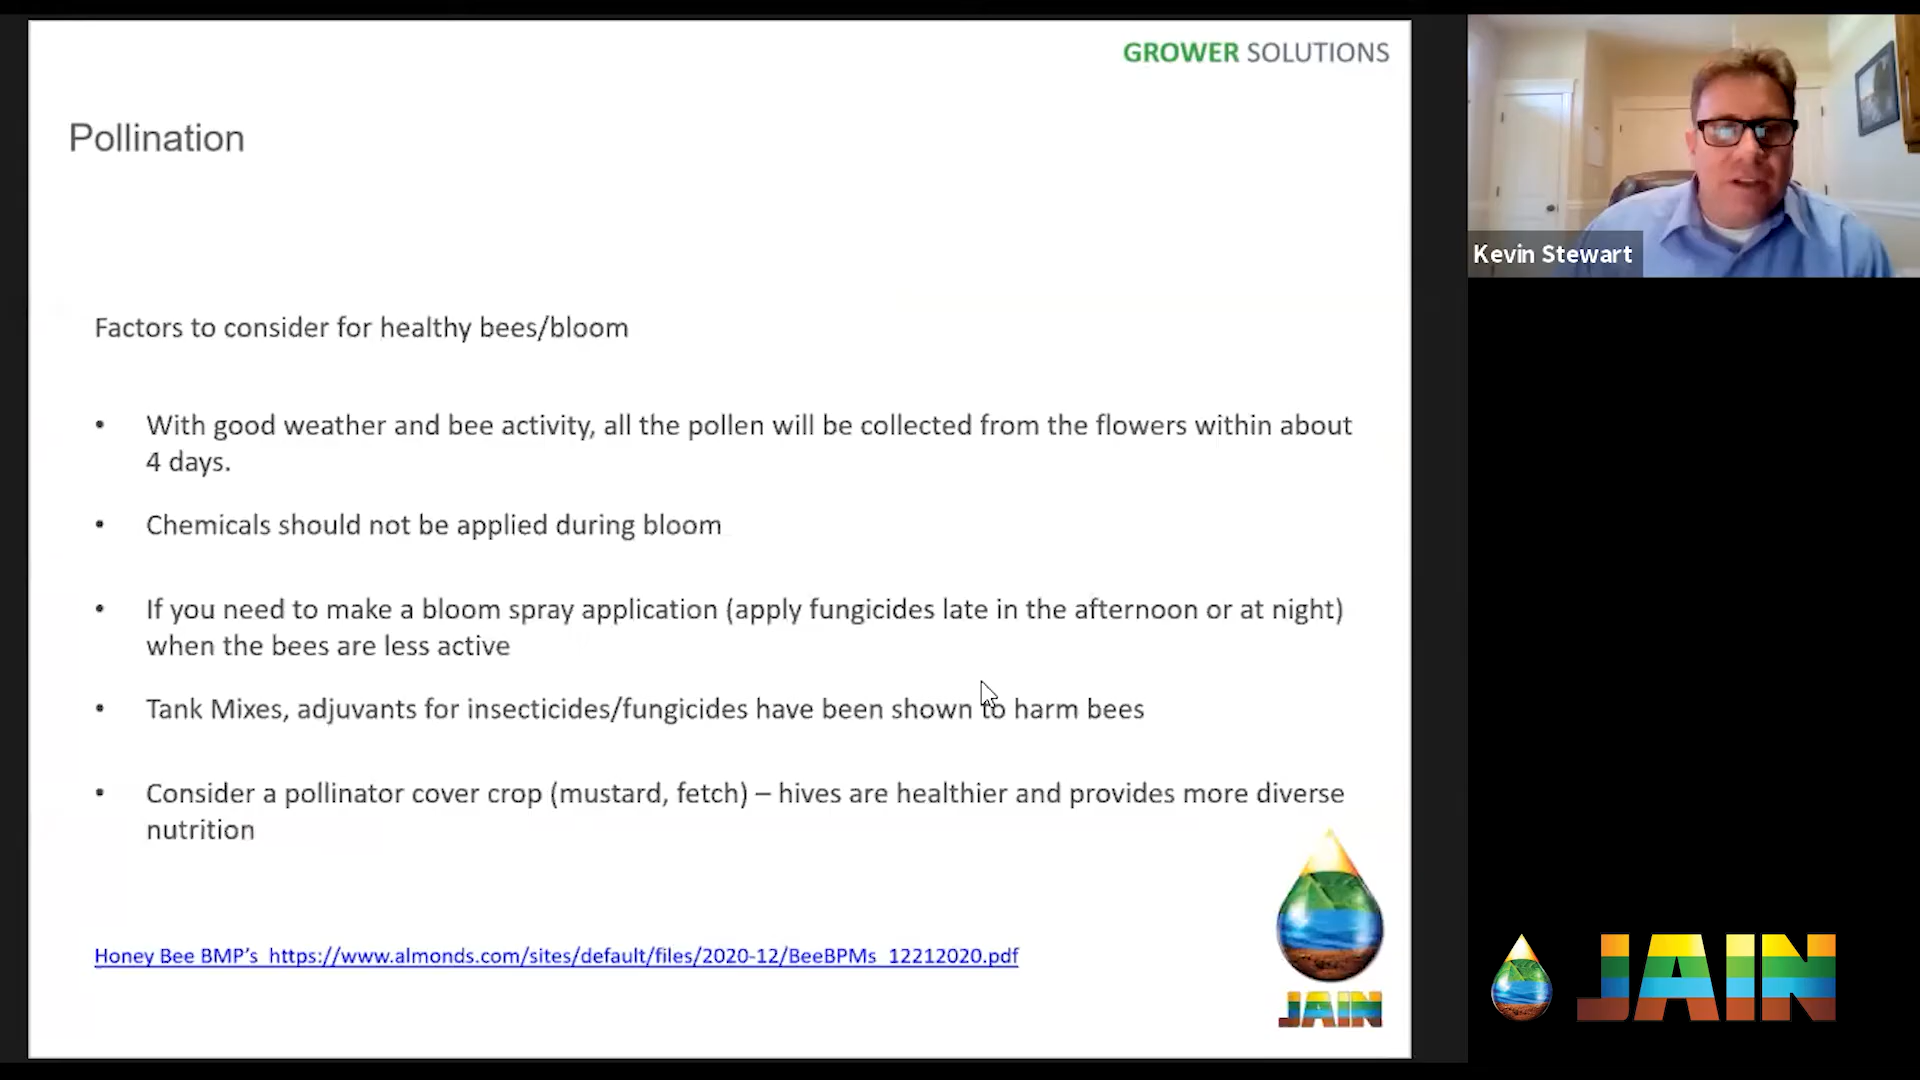 GROWER SOLUTIONS
Pollination
Factors to consider for healthy bees/bloom
• With good weather and bee activity, all the pollen will be collected from the flowers within about
4 days.
• Chemicals should not be applied during bloom
• If you need to make a bloom spray application (apply fungicides late in the afternoon or at night)
when the bees are less active
• Tank Mixes, adjuvants for insecticides/fungicides have been shown to harm bees
• Consider a pollinator cover crop (mustard, fetch) – hives are healthier and provides more diverse
nutrition
Honey Bee BMP's https://www.almonds.com/sites/default/files/2020-12/BeeBPMs_12212020.pdf
JAIN
Kevin Stewart
JAIN